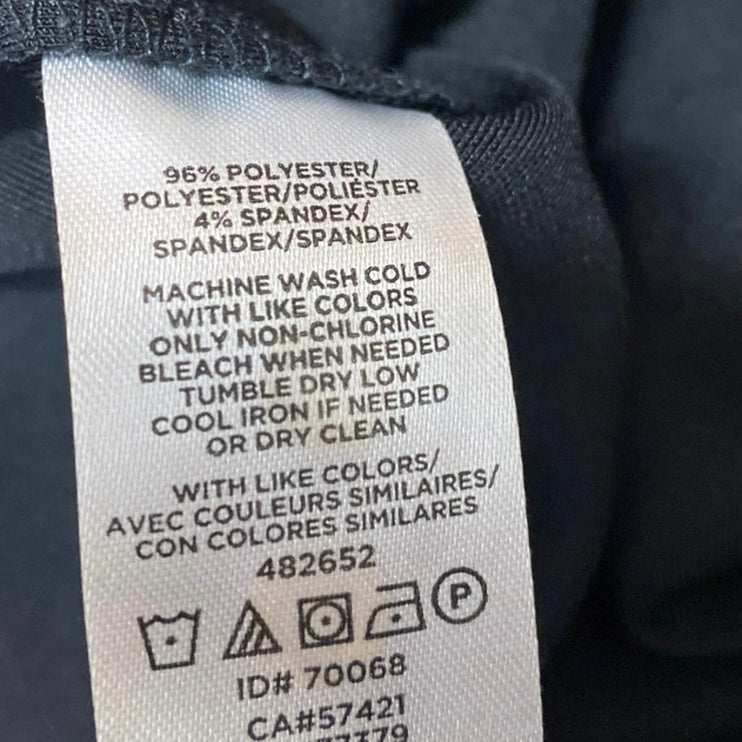 96% POLYESTER/
POLYESTER/POLIÉSTER
4% SPANDEX/
SPANDEX/SPANDEX
MACHINE WASH COLD
WITH LIKE COLORS
ONLY NON-CHLORINE
BLEACH WHEN NEEDED
TUMBLE DRY LOW
COOL IRON IF NEEDED
OR DRY CLEAN
WITH LIKE COLORS/
AVEC COULEURS SIMILAIRES/
CON COLORES SIMILARES
482652
P
ID# 70068
CA#57421